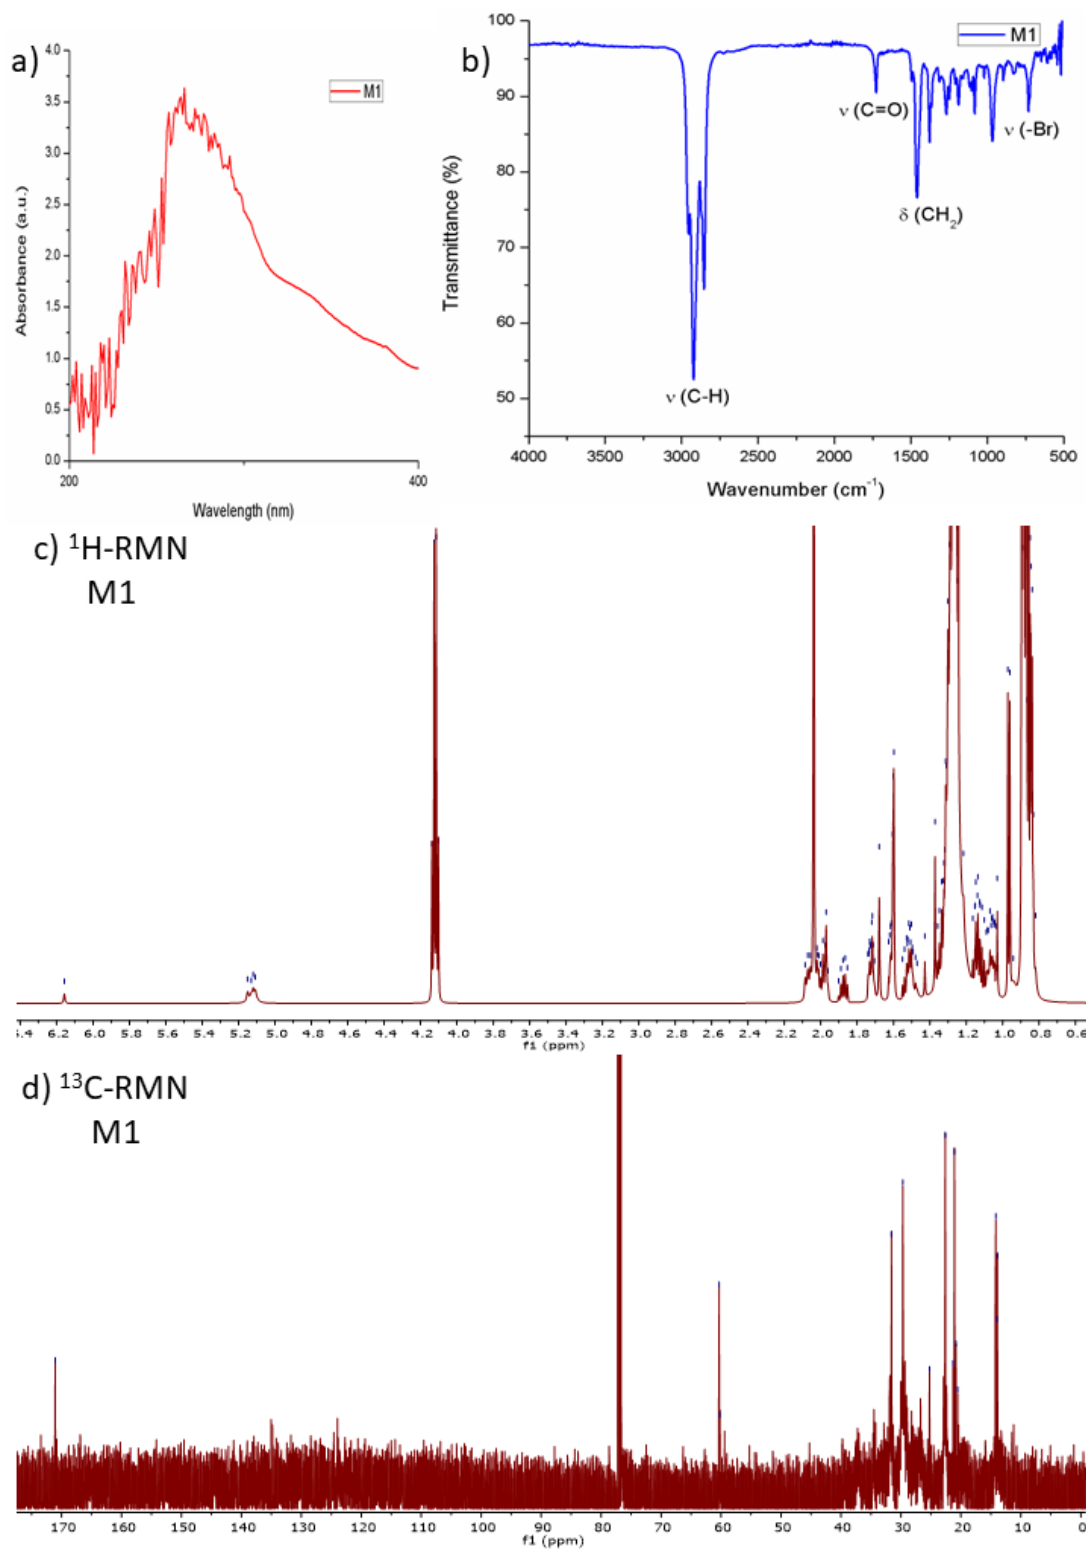 a)
M1
Absorbance (a.u.)
4.0
3.5
3.0
2.5
2.0
1.5
1.0
0.5
0.0
200
400
Wavelength (nm)
b)
M1
Transmittance (%)
100
90
80
70
60
50
ν (C=O)
ν (-Br)
δ (CH₂)
ν (C-H)
4000 3500 3000 2500 2000 1500 1000 500
Wavenumber (cm⁻¹)
c) ¹H-RMN
M1
5.4 6.2 6.0 5.8 5.6 5.4 5.2 5.0 4.8 4.6 4.4 4.2 4.0 3.8 3.6 3.4 3.2 3.0 2.8 2.6 2.4 2.2 2.0 1.8 1.6 1.4 1.2 1.0 0.8 0.6
f1 (ppm)
d) ¹³C-RMN
M1
170 160 150 140 130 120 110 100 90 80 70 60 50 40 30 20 10 0
f1 (ppm)